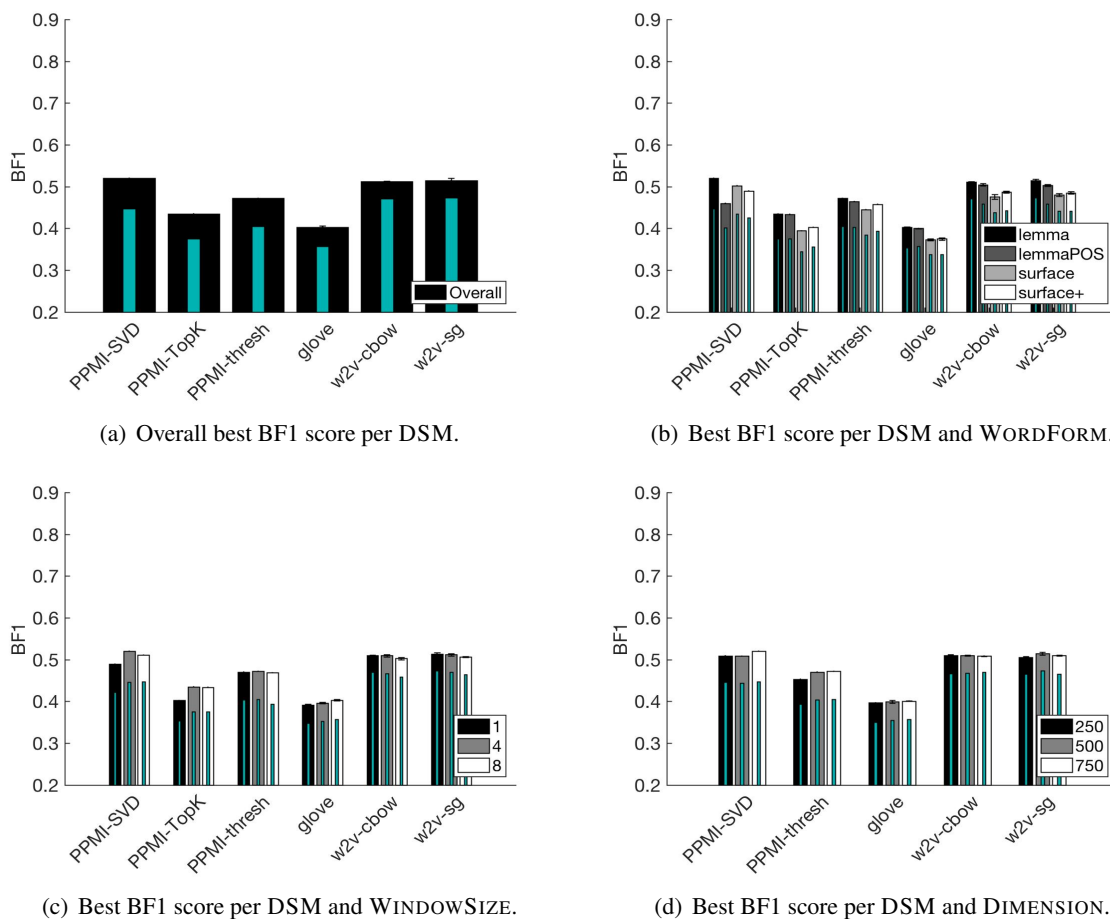 0.9
0.8
0.7
0.6
0.5
0.4
0.3
0.2
BF1
Overall
PPMI-SVD
PPMI-TopK
PPMI-thresh
glove
w2v-cbow
w2v-sg
(a) Overall best BF1 score per DSM.
0.9
0.8
0.7
0.6
0.5
0.4
0.3
0.2
BF1
lemma
lemmaPOS
surface
surface+
PPMI-SVD
PPMI-TopK
PPMI-thresh
glove
w2v-cbow
w2v-sg
(b) Best BF1 score per DSM and WORDFORM.
0.9
0.8
0.7
0.6
0.5
0.4
0.3
0.2
BF1
1
4
8
PPMI-SVD
PPMI-TopK
PPMI-thresh
glove
w2v-cbow
w2v-sg
(c) Best BF1 score per DSM and WINDOWSIZE.
0.9
0.8
0.7
0.6
0.5
0.4
0.3
0.2
BF1
250
500
750
PPMI-SVD
PPMI-thresh
glove
w2v-cbow
w2v-sg
(d) Best BF1 score per DSM and DIMENSION.